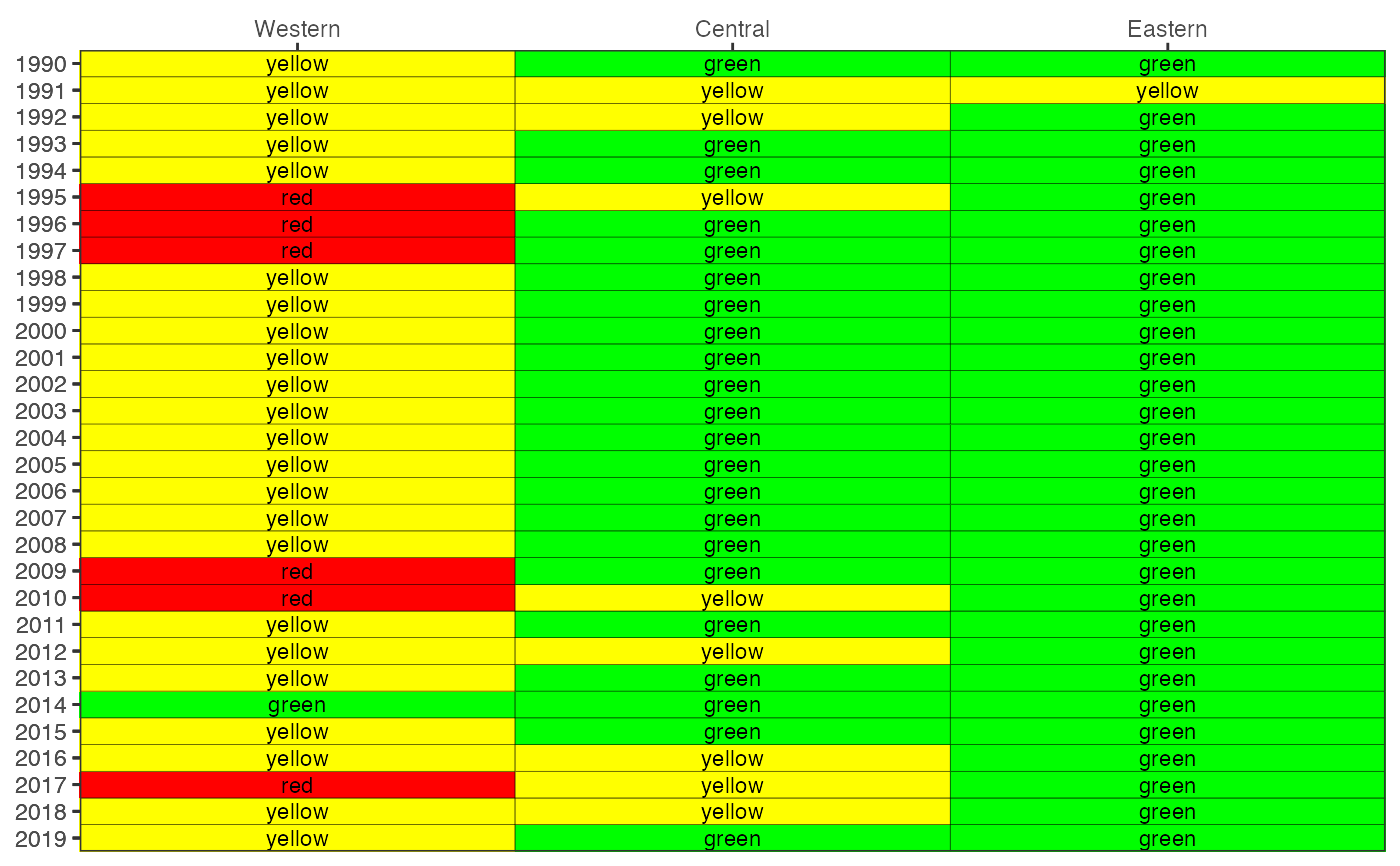 Western Central Eastern
1990 yellow green green
1991 yellow yellow yellow
1992 yellow yellow green
1993 yellow green green
1994 yellow green green
1995 red yellow green
1996 red green green
1997 red green green
1998 yellow green green
1999 yellow green green
2000 yellow green green
2001 yellow green green
2002 yellow green green
2003 yellow green green
2004 yellow green green
2005 yellow green green
2006 yellow green green
2007 yellow green green
2008 yellow green green
2009 red green green
2010 red yellow green
2011 yellow green green
2012 yellow yellow green
2013 yellow green green
2014 green green green
2015 yellow green green
2016 yellow yellow green
2017 red yellow green
2018 yellow yellow green
2019 yellow green green